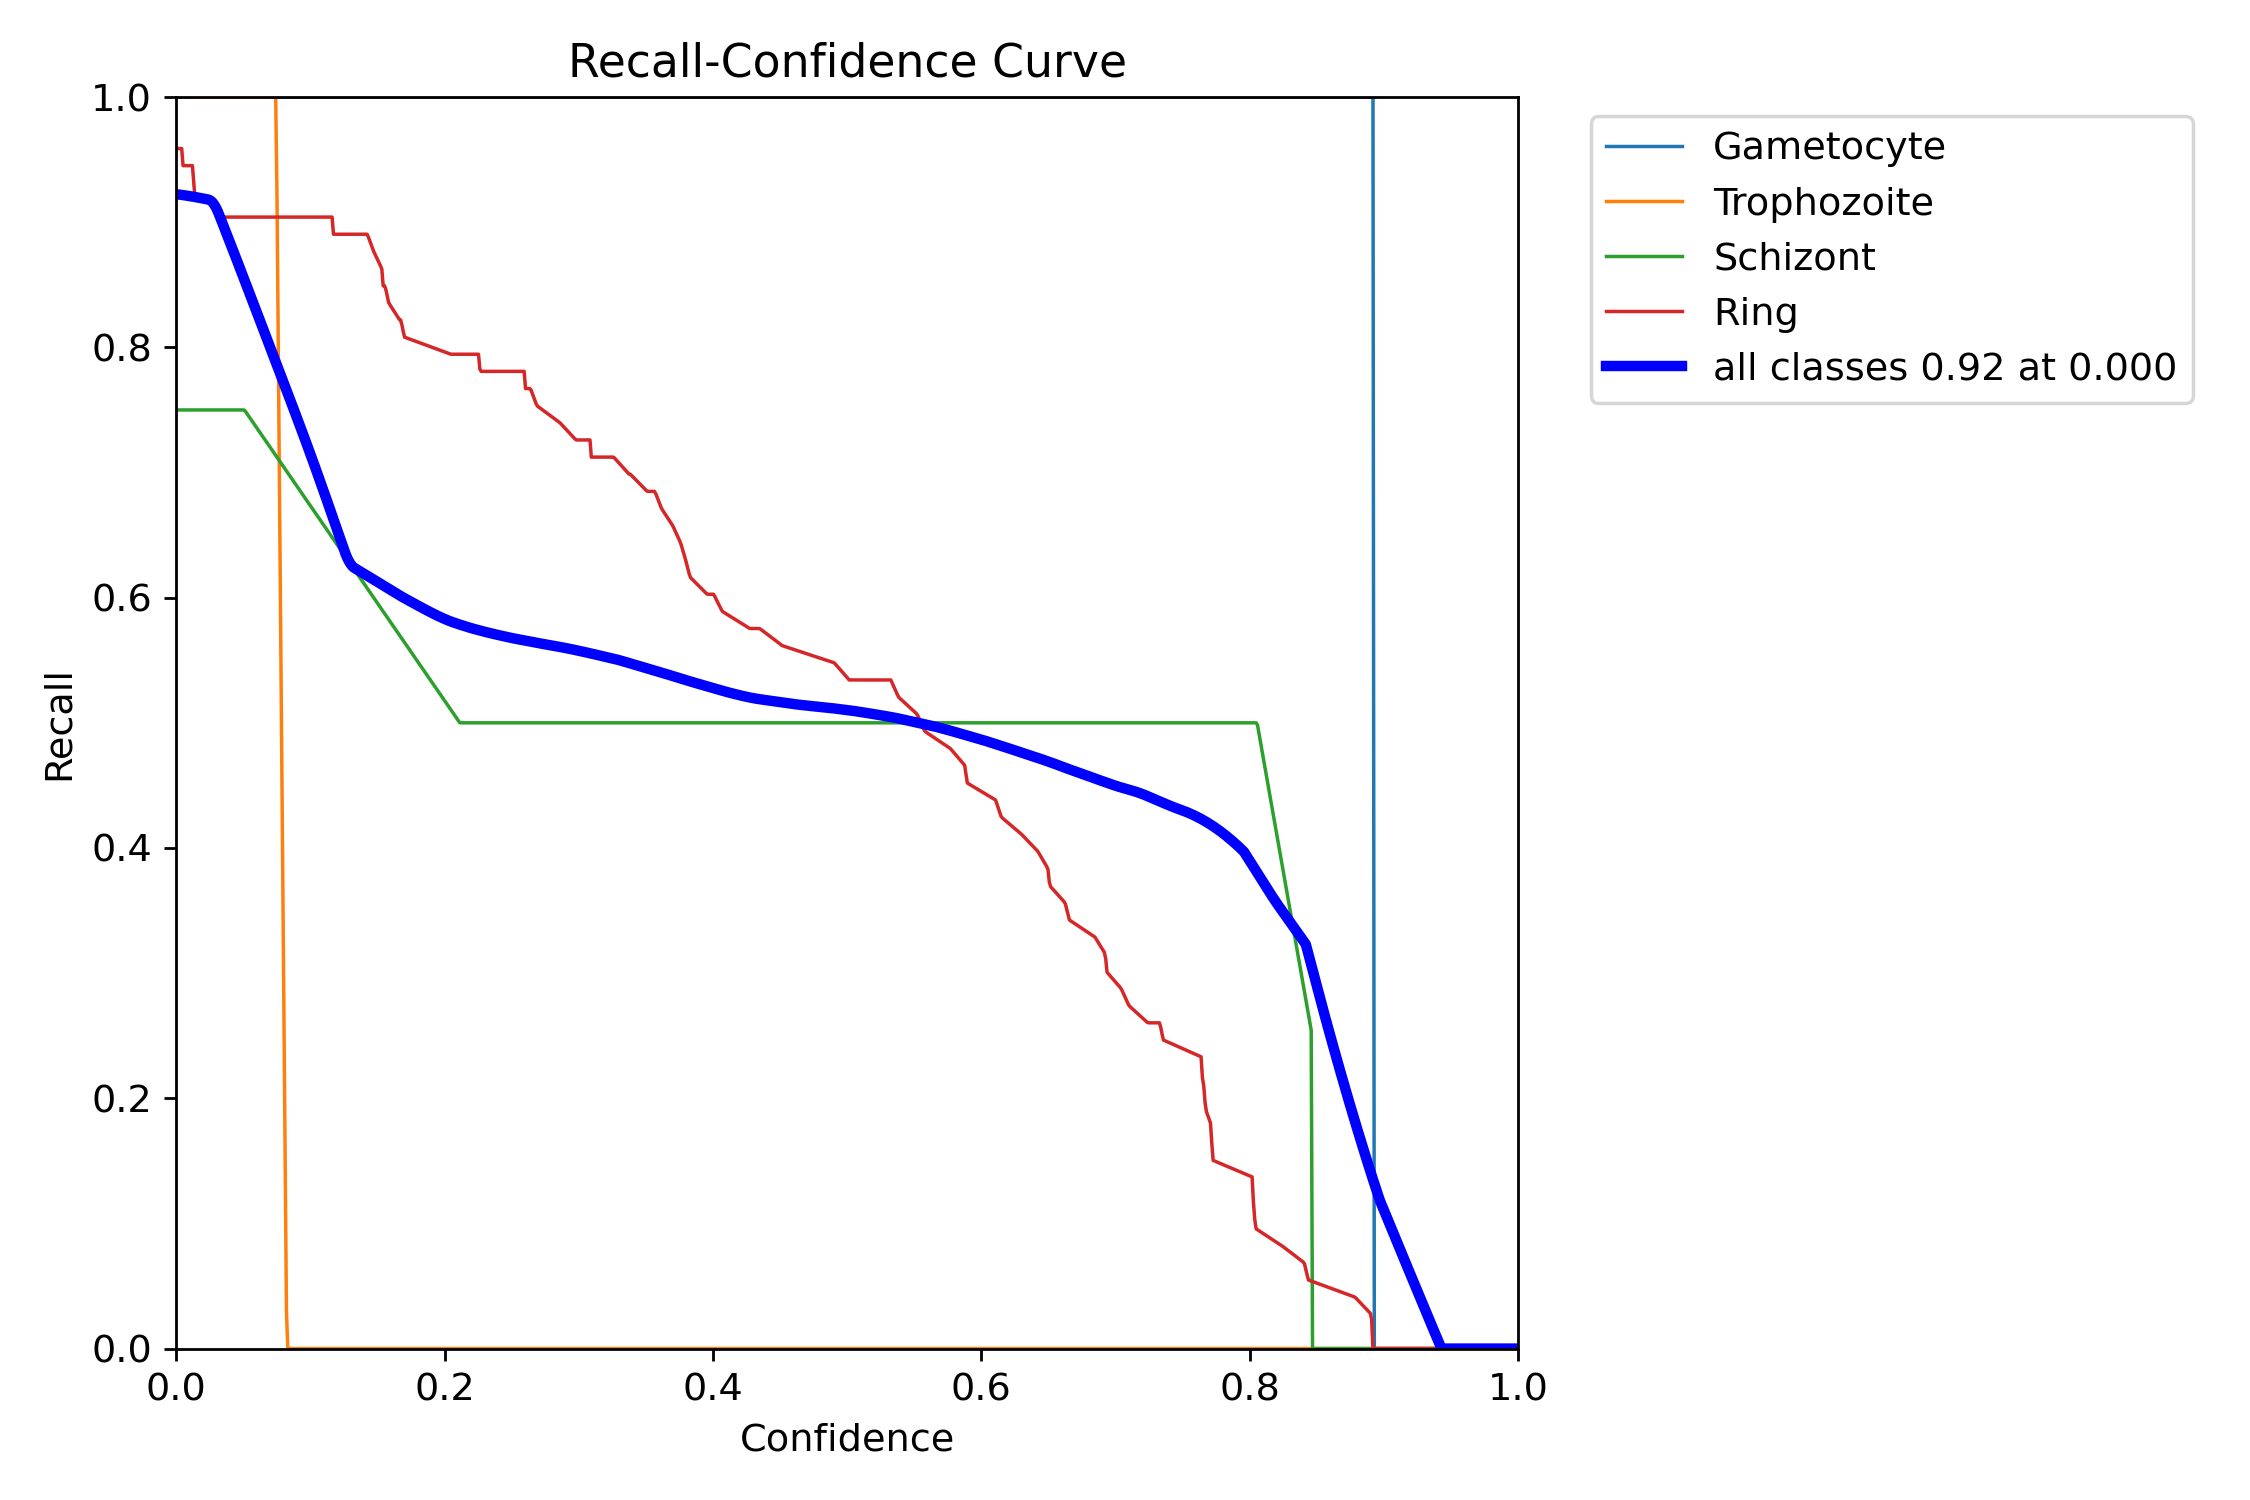 Recall-Confidence Curve
1.0
0.8
0.6
0.4
0.2
0.0
Recall
0.0 0.2 0.4 0.6 0.8 1.0
Confidence
Gametocyte
Trophozoite
Schizont
Ring
all classes 0.92 at 0.000